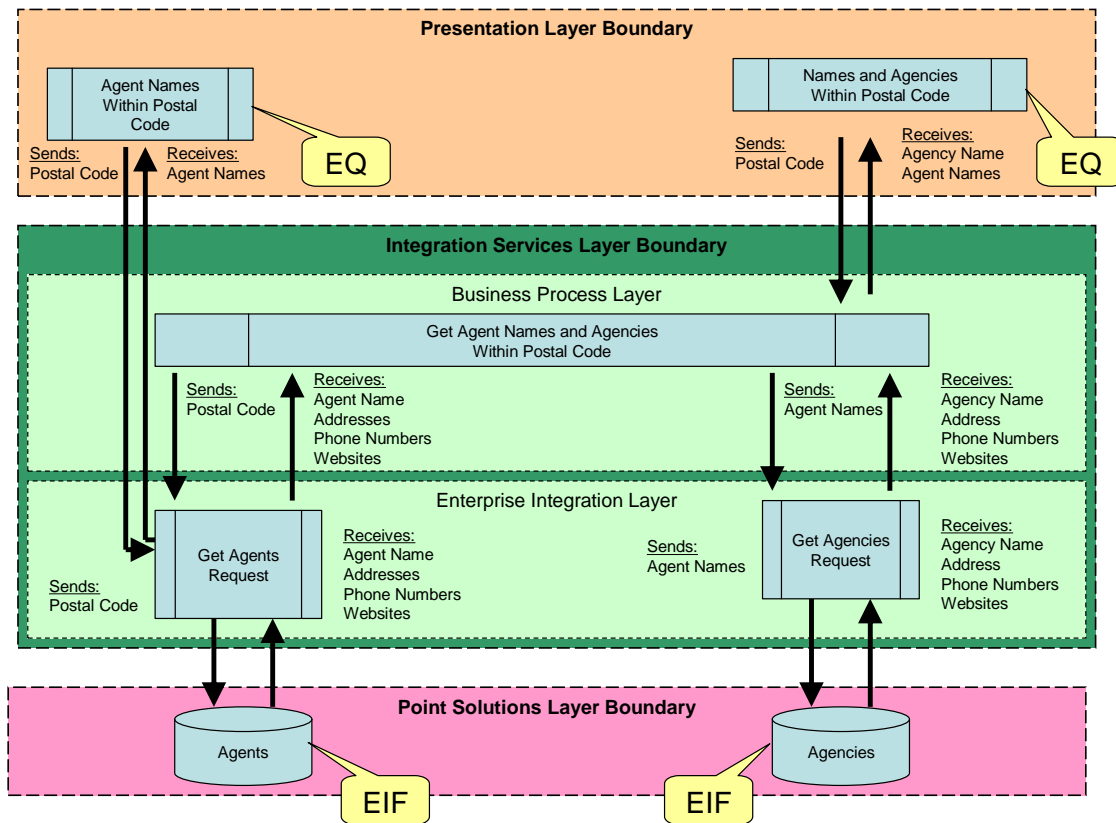 Presentation Layer Boundary
Agent Names
Within Postal
Code
EQ
Names and Agencies
Within Postal Code
EQ
Sends:
Postal Code
Receives:
Agent Names
Sends:
Postal Code
Receives:
Agency Name
Agent Names
Integration Services Layer Boundary
Business Process Layer
Get Agent Names and Agencies
Within Postal Code
Sends:
Postal Code
Receives:
Agent Name
Addresses
Phone Numbers
Websites
Sends:
Agent Names
Receives:
Agency Name
Address
Phone Numbers
Websites
Enterprise Integration Layer
Sends:
Postal Code
Get Agents
Request
Receives:
Agent Name
Addresses
Phone Numbers
Websites
Sends:
Agent Names
Get Agencies
Request
Receives:
Agency Name
Address
Phone Numbers
Websites
Point Solutions Layer Boundary
Agents
EIF
Agencies
EIF